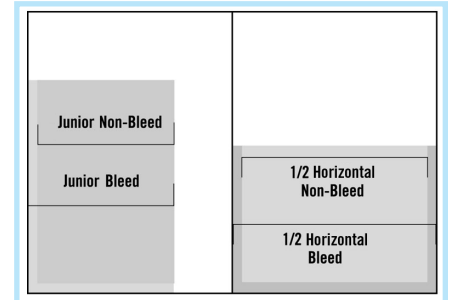 Junior Non-Bleed
Junior Bleed
1/2 Horizontal
Non-Bleed
1/2 Horizontal
Bleed